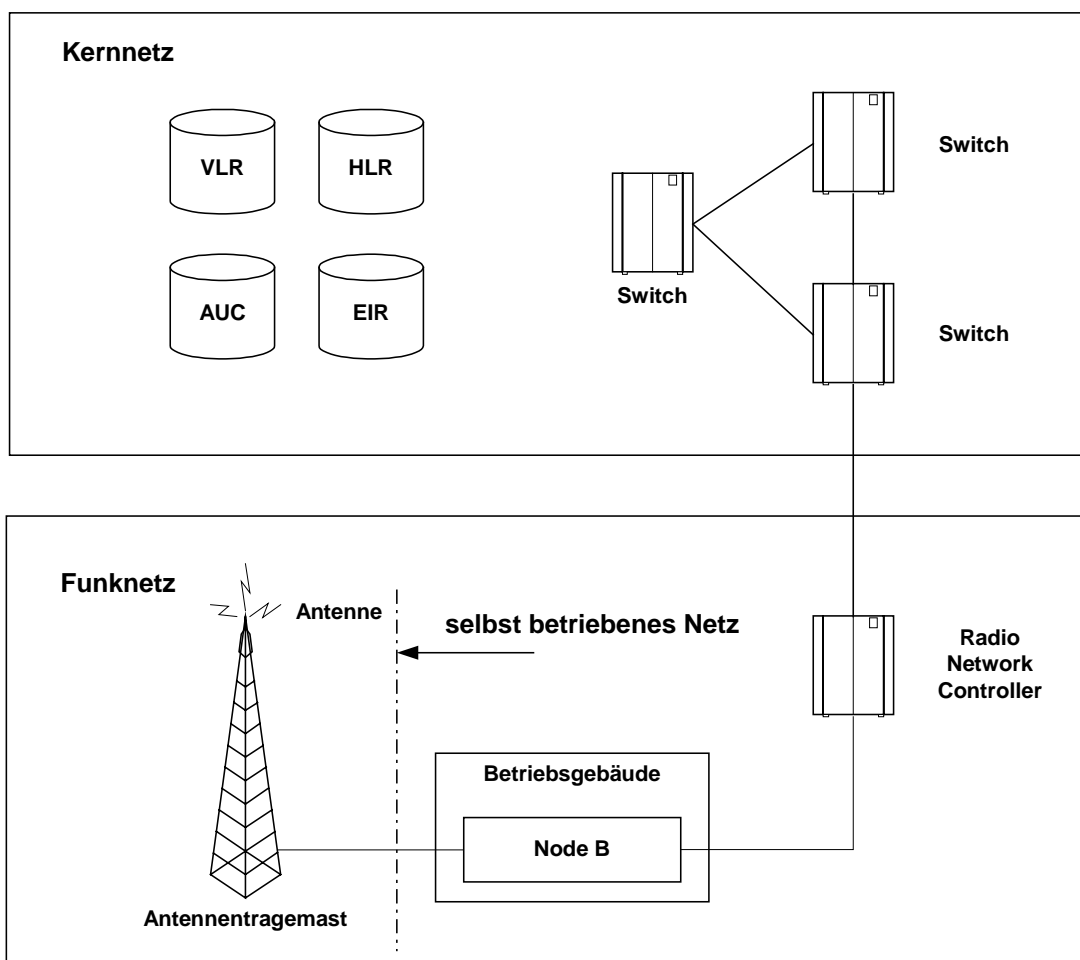 Kernnetz
VLR
HLR
AUC
EIR
Switch
Switch
Switch
Funknetz
Antenne
selbst betriebenes Netz
Radio
Network
Controller
Betriebsgebäude
Node B
Antennentragemast